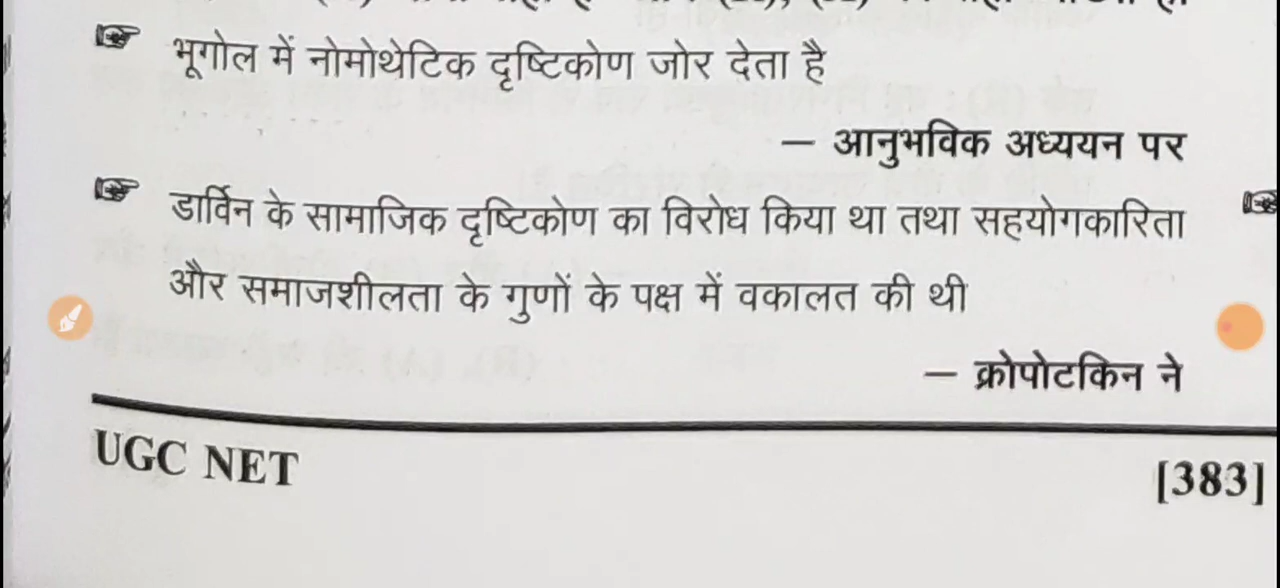 भूगोल में नोमोथेटिक दृष्टिकोण जोर देता है
— आनुभविक अध्ययन पर
डार्विन के सामाजिक दृष्टिकोण का विरोध किया था तथा सहयोगकारिता
और समाजशीलता के गुणों के पक्ष में वकालत की थी
— क्रोपोटकिन ने
UGC NET
[383]